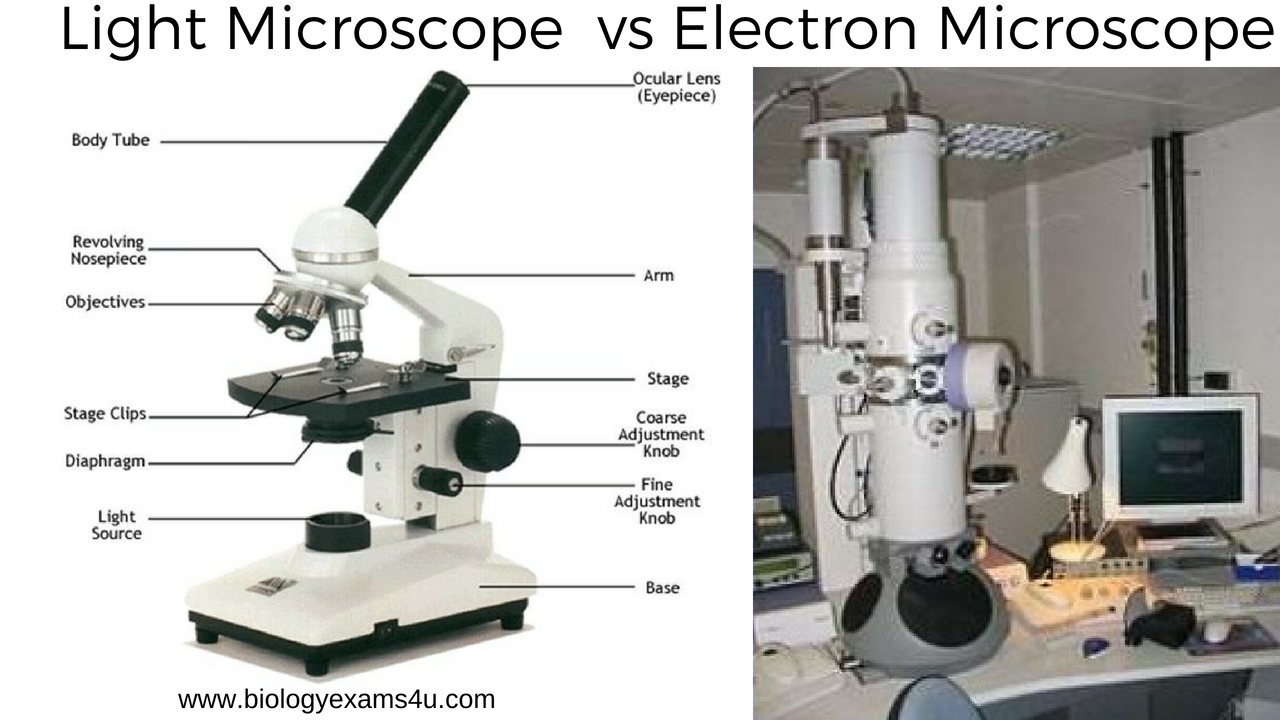 Light Microscope vs Electron Microscope
Ocular Lens
(Eyepiece)
Body Tube
Revolving
Nosepiece
Arm
Objectives
Stage
Stage Clips
Coarse
Adjustment
Knob
Diaphragm
Fine
Adjustment
Knob
Light
Source
Base
www.biologyexams4u.com